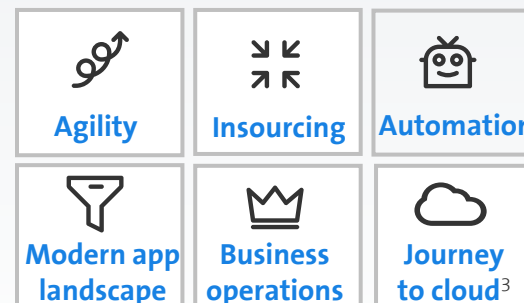 Agility
Insourcing
Automation
Modern app
landscape
Business
operations
Journey
to cloud³